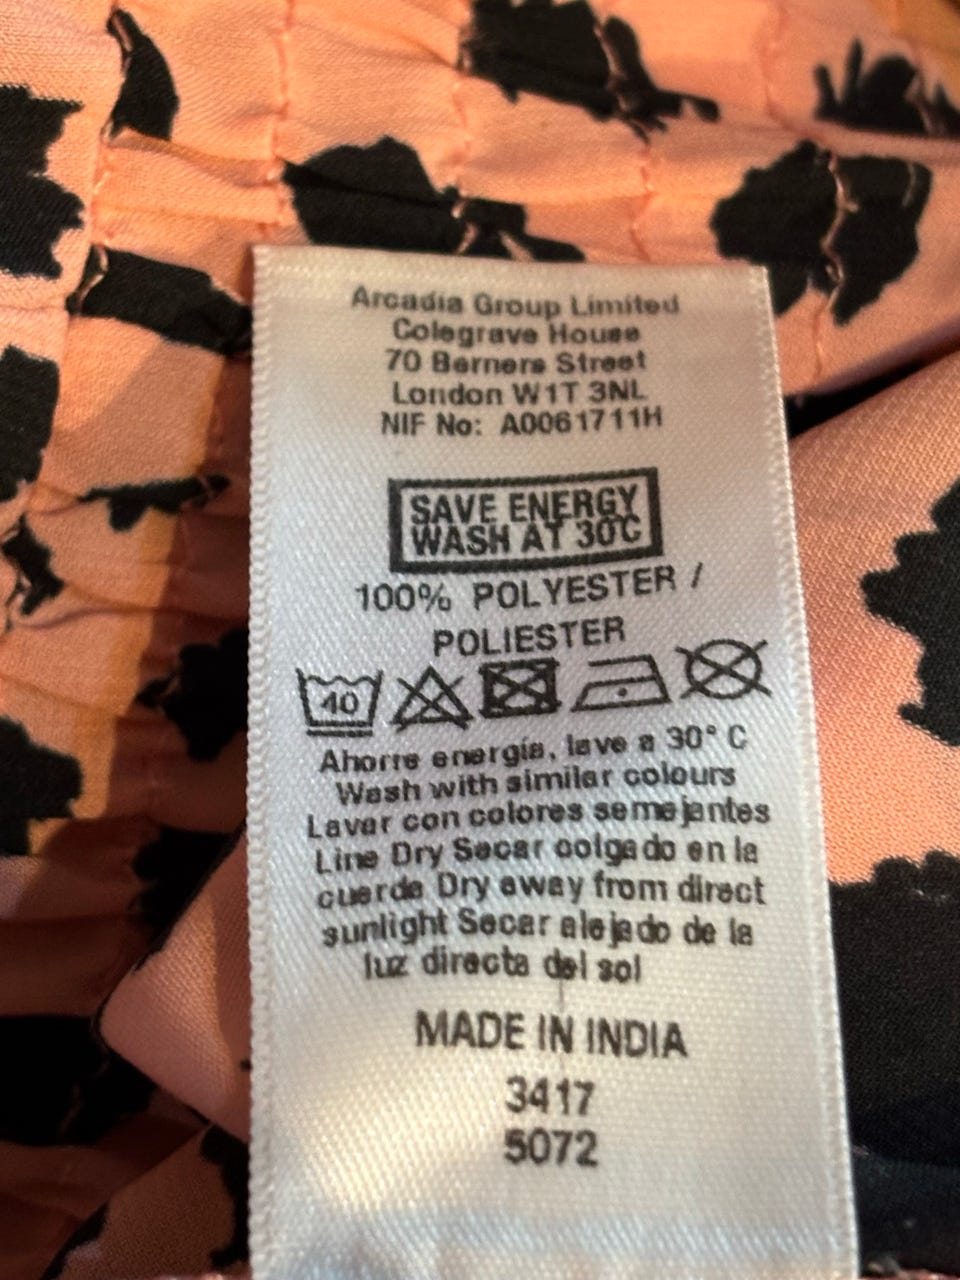 Arcadia Group Limited
Colegrave House
70 Berners Street
London W1T 3NL
NIF No: A0061711H
SAVE ENERGY
WASH AT 30°C
100% POLYESTER /
POLIESTER
40
Ahorre energía, lave a 30° C
Wash with similar colours
Lavar con colores semejantes
Line Dry Secar colgado en la
cuerda Dry away from direct
sunlight Secar alejado de la
luz directa del sol
MADE IN INDIA
3417
5072